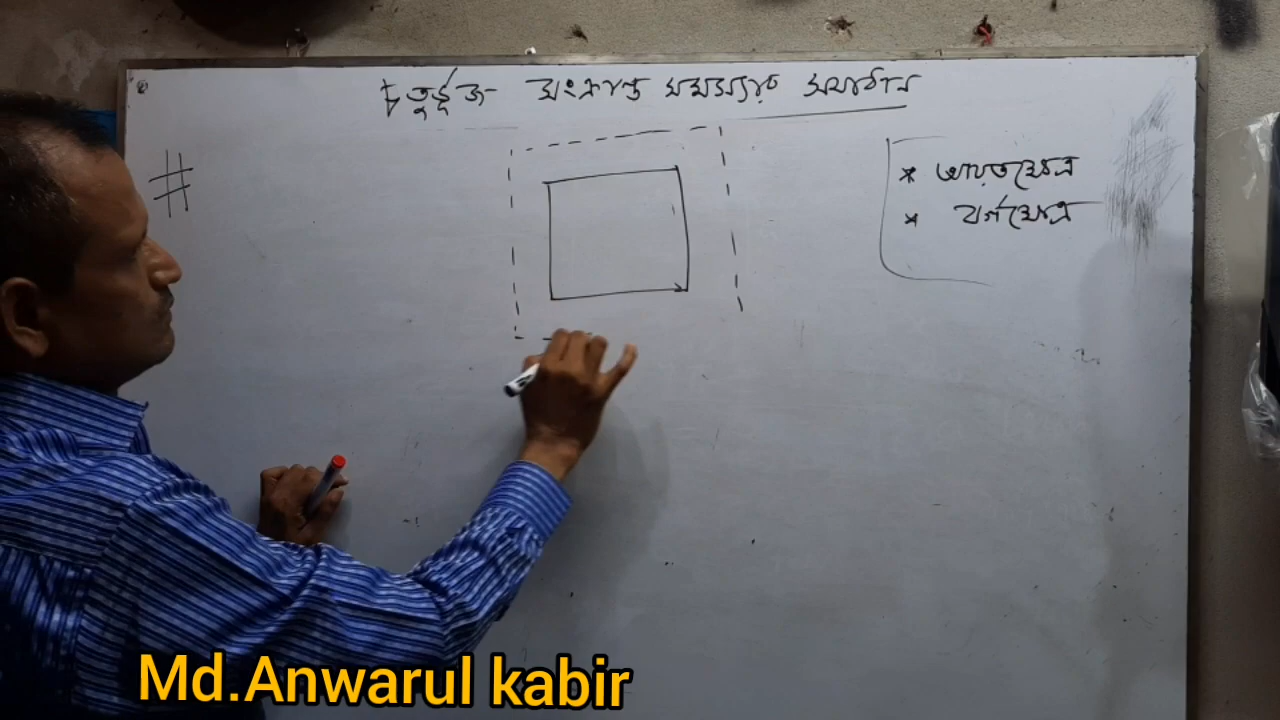 চতুর্ভূজ সংক্রান্ত সমস্যার সমাধান
#
* আয়তক্ষেত্র
* বর্গক্ষেত্র
Md.Anwarul kabir